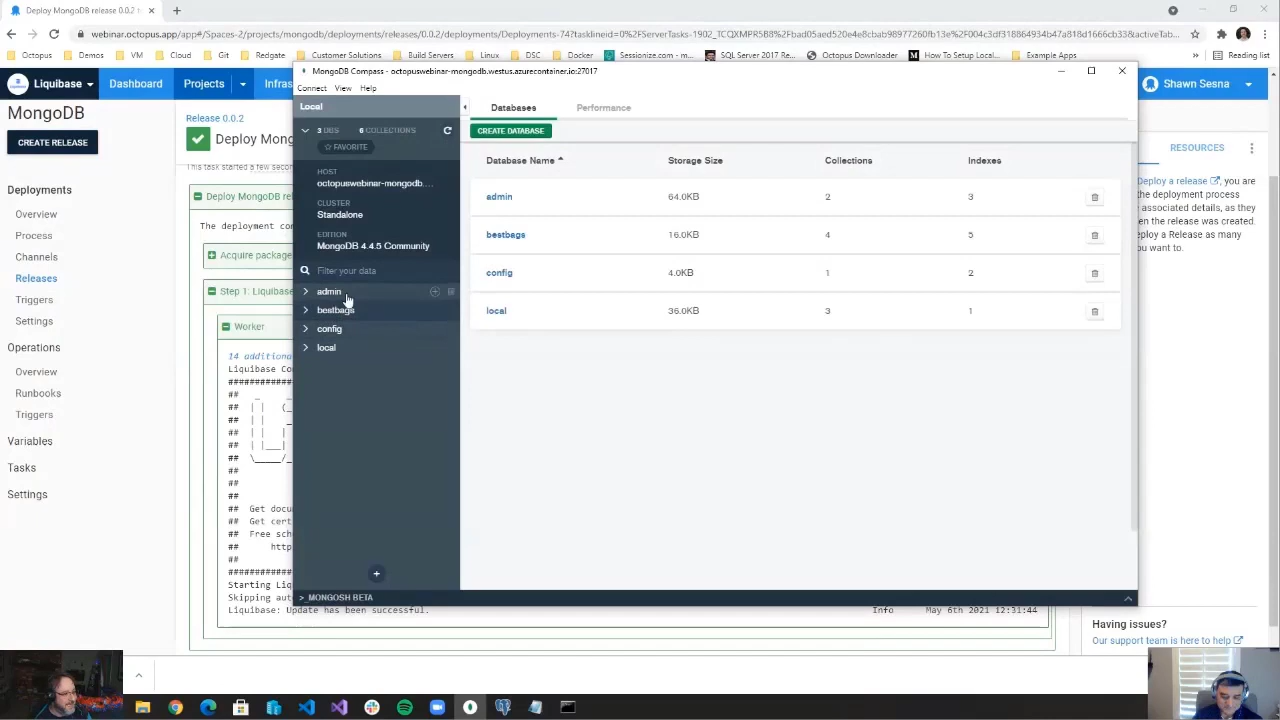 Deploy MongoDB release 0.0.2 t
webinar.octopus.app/app#/Spaces-2/projects/mongodb/deployments/releases/0.0.2/deployments/Deployments-74?
Octopus
Demos
VM
Cloud
Git
Redgate
Customer Solutions
Build Servers
DSC
Docker
Sessionize.com - m...
SQL Server 2017 Re...
Octopus Downloader
How To Convert a P...
Example Apps
Reading list
Liquibase
Dashboard
Projects
Infras
Shawn Sesna
MongoDB
CREATE RELEASE
Deployments
Overview
Process
Channels
Releases
Triggers
Settings
Operations
Overview
Runbooks
Triggers
Variables
Tasks
Settings
Release 0.0.2
Deploy Mong
This task started a few secon
Deploy MongoDB rel
The deployment con
Acquire package
Step 1: Liquibase
Worker
14 additiona
Liquibase Com
##  Get docu
##  Get cert
##  Free sch
##      http
Starting Liq
Skipping aut
Liquibase: Update has been successful.
Info
May 6th 2021 12:31:44
MongoDB Compass - octopuswebinar-mongodb.westus.azurecontainer.io:27017
Connect View Help
Local
3 DBS
6 COLLECTIONS
FAVORITE
HOST
octopuswebinar-mongodb....
CLUSTER
Standalone
EDITION
MongoDB 4.4.5 Community
Filter your data
admin
bestbags
config
local
>_MONGOSH BETA
Databases
Performance
CREATE DATABASE
Database Name Storage Size Collections Indexes
admin 64.0KB 2 3
bestbags 16.0KB 4 5
config 4.0KB 1 2
local 36.0KB 3 1
RESOURCES
Deploy a release, you are
the deployment process
associated details, as they
en the release was created.
ploy a Release as many
ou want to.
Having issues?
Our support team is here to help